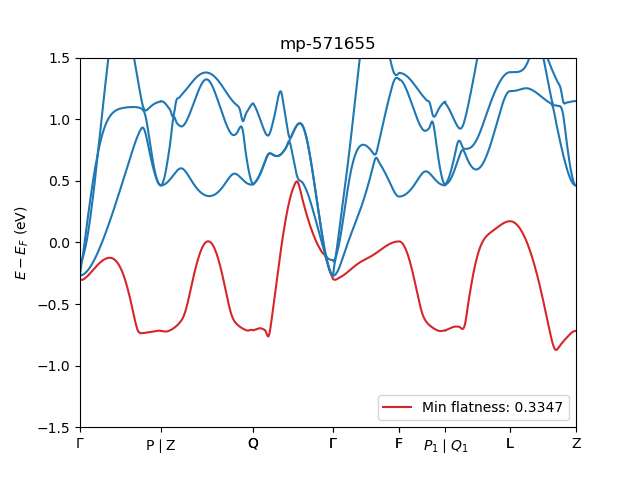 mp-571655
E − E_F (eV)
1.5
1.0
0.5
0.0
−0.5
−1.0
−1.5
Min flatness: 0.3347
Γ P | Z Q Γ F P_1 | Q_1 L Z